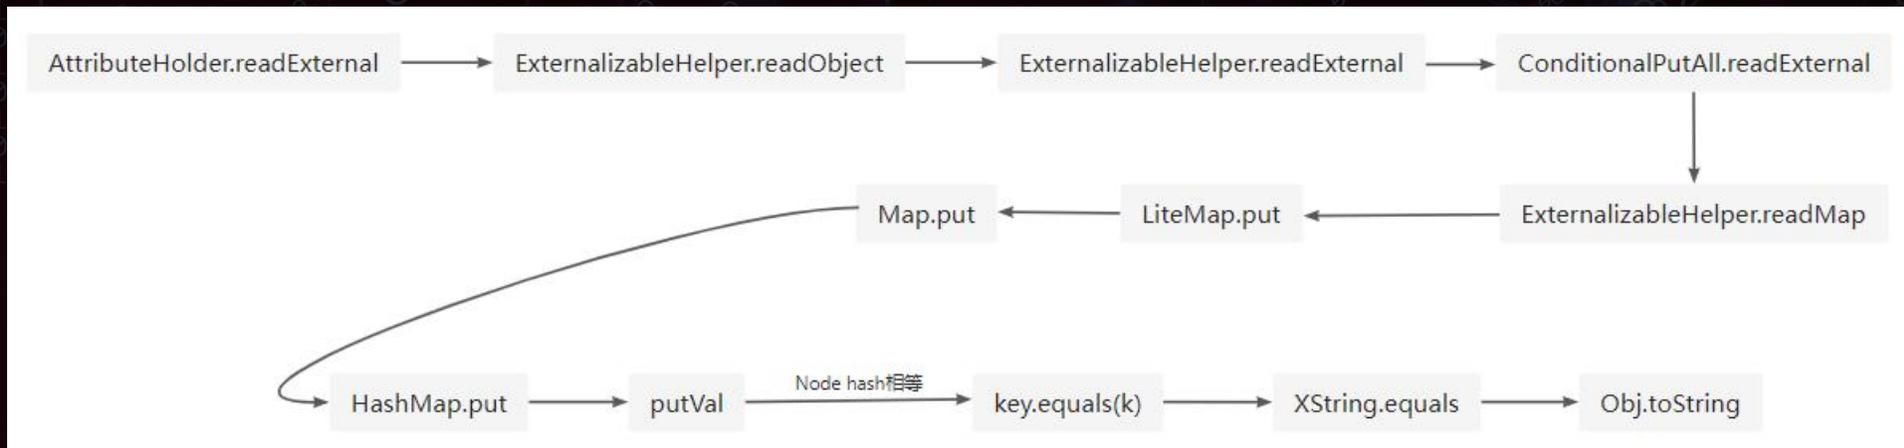 AttributeHolder.readExternal
ExternalizableHelper.readObject
ExternalizableHelper.readExternal
ConditionalPutAll.readExternal
ExternalizableHelper.readMap
LiteMap.put
Map.put
HashMap.put
putVal
Node hash相等
key.equals(k)
XString.equals
Obj.toString